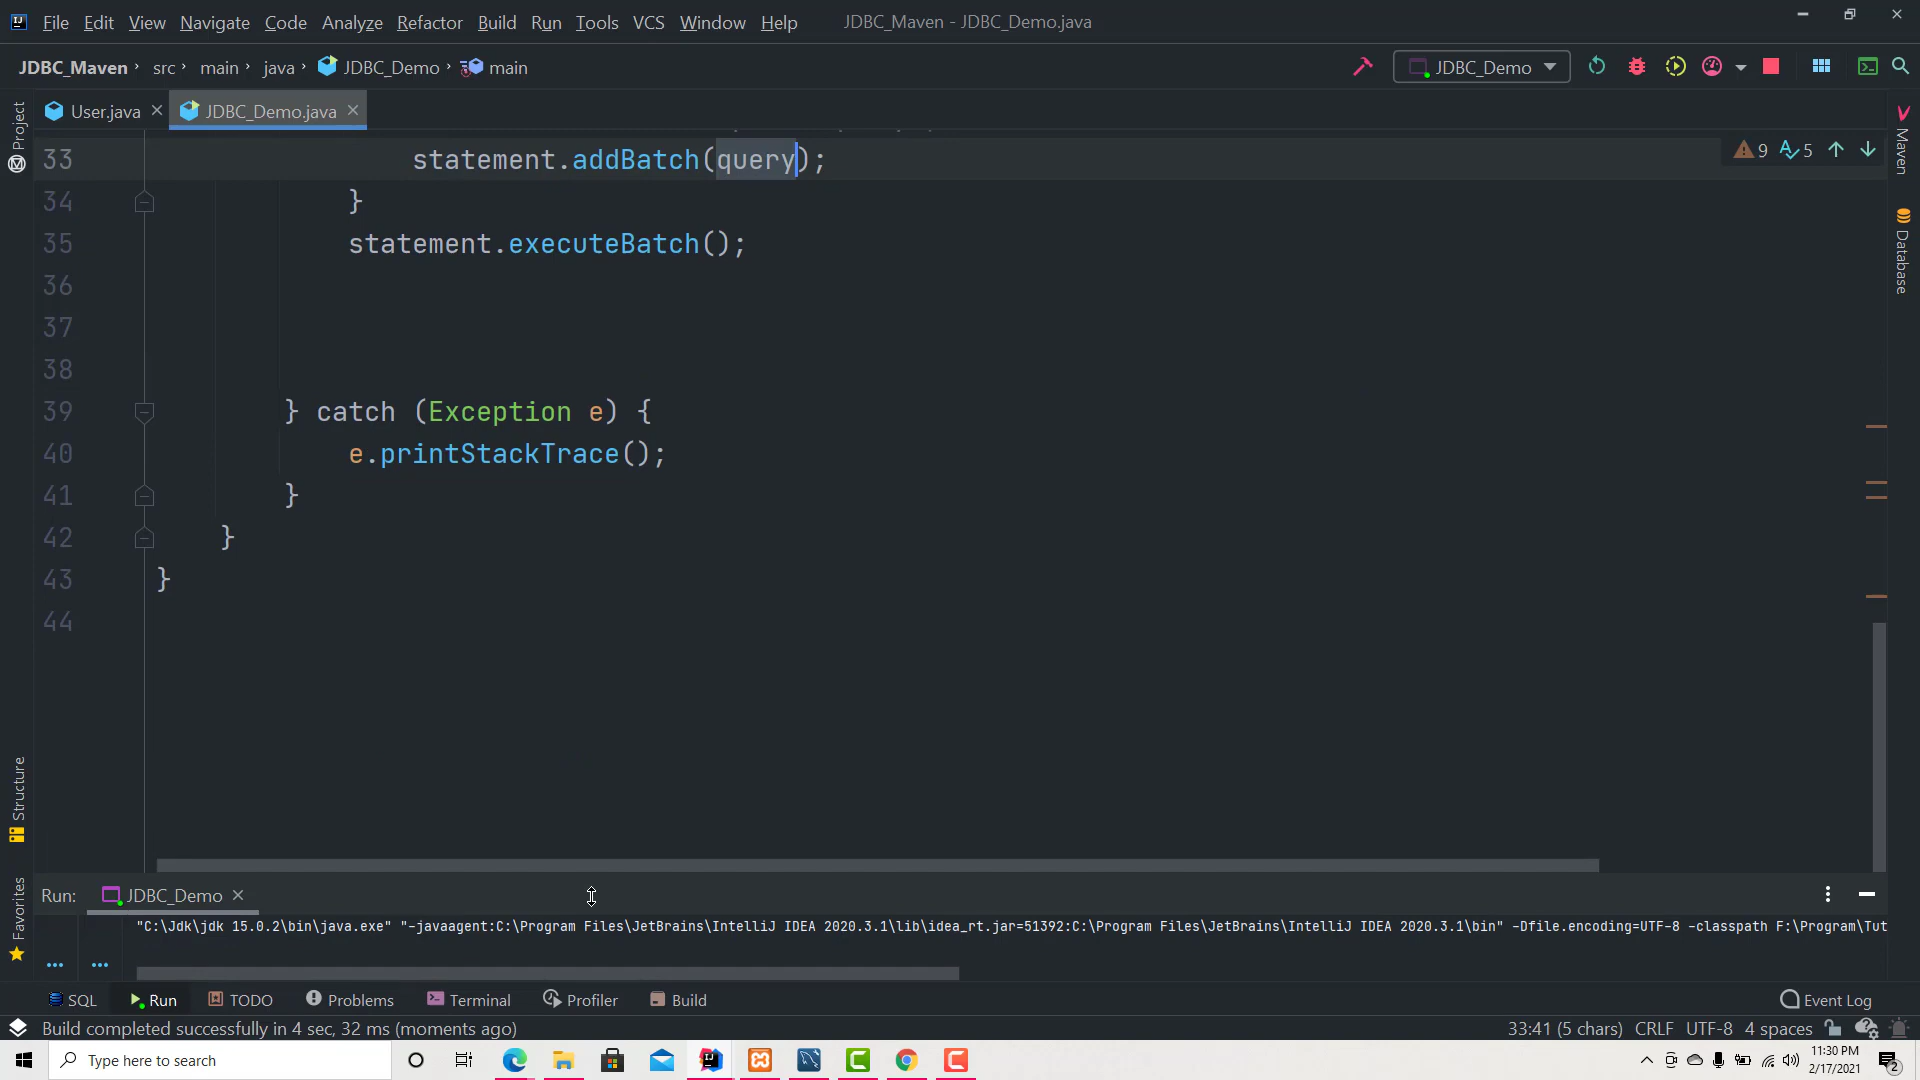 File Edit View Navigate Code Analyze Refactor Build Run Tools VCS Window Help JDBC_Maven - JDBC_Demo.java
JDBC_Maven src main java JDBC_Demo main JDBC_Demo
User.java JDBC_Demo.java
Project
Maven
Database
Structure
Favorites
9 5
33 statement.addBatch(query);
34 }
35 statement.executeBatch();
36
37
38
39 } catch (Exception e) {
40 e.printStackTrace();
41 }
42 }
43 }
44
Run: JDBC_Demo
"C:\Jdk\jdk 15.0.2\bin\java.exe" "-javaagent:C:\Program Files\JetBrains\IntelliJ IDEA 2020.3.1\lib\idea_rt.jar=51392:C:\Program Files\JetBrains\IntelliJ IDEA 2020.3.1\bin" -Dfile.encoding=UTF-8 -classpath F:\Program\Tut
SQL Run TODO Problems Terminal Profiler Build Event Log
Build completed successfully in 4 sec, 32 ms (moments ago) 33:41 (5 chars) CRLF UTF-8 4 spaces
Type here to search
11:30 PM
2/17/2021
2